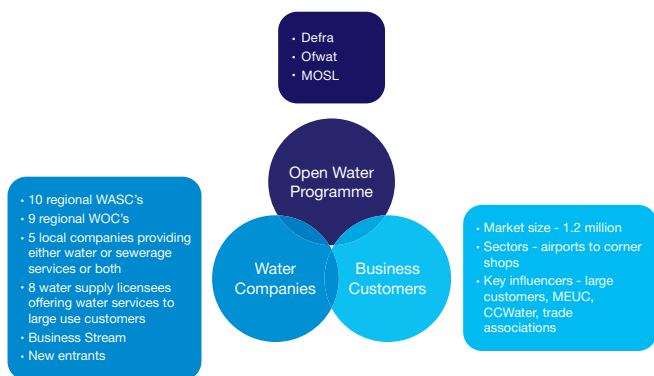 • Defra
• Ofwat
• MOSL
Open Water
Programme
• 10 regional WASC's
• 9 regional WOC's
• 5 local companies providing
either water or sewerage
services or both
• 8 water supply licensees
offering water services to
large use customers
• Business Stream
• New entrants
Water
Companies
Business
Customers
• Market size - 1.2 million
• Sectors - airports to corner
shops
• Key influencers - large
customers, MEUC,
CCWater, trade
associations